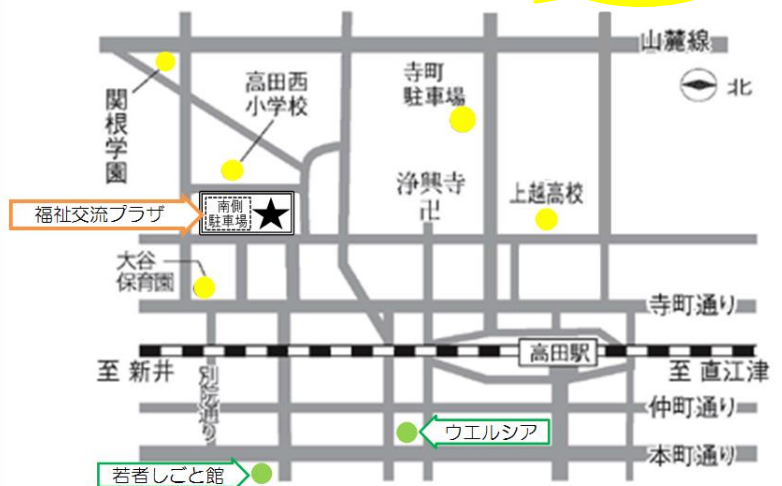 山麓線
北
関根学園
高田西
小学校
寺町
駐車場
浄興寺
卍
上越高校
福祉交流プラザ
南側
駐車場
大谷
保育園
寺町通り
高田駅
至 新井
至 直江津
別院通り
仲町通り
ウエルシア
本町通り
若者しごと館